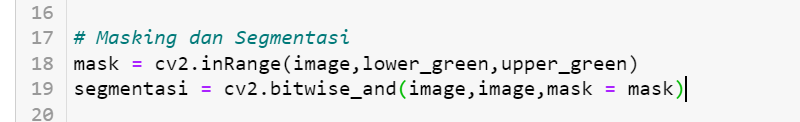 16
17 # Masking dan Segmentasi
18 mask = cv2.inRange(image,lower_green,upper_green)
19 segmentasi = cv2.bitwise_and(image,image,mask = mask)
20